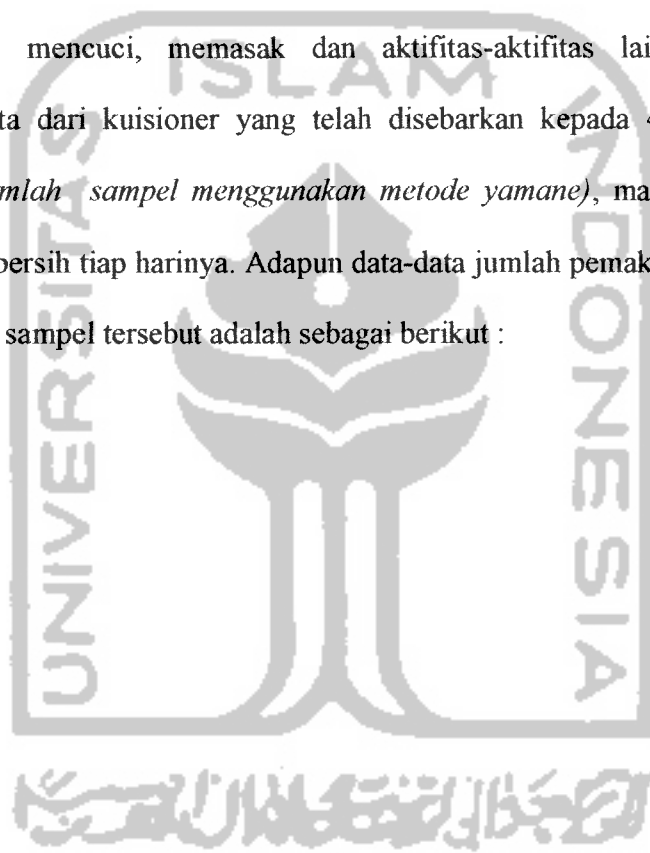 mencuci, memasak dan aktifitas-aktifitas lai
ta dari kuisioner yang telah disebarkan kepada 4
mlah sampel menggunakan metode yamane), ma
bersih tiap harinya. Adapun data-data jumlah pemak
sampel tersebut adalah sebagai berikut :
ISLAM
UNIVERSITAS
INDONESIA